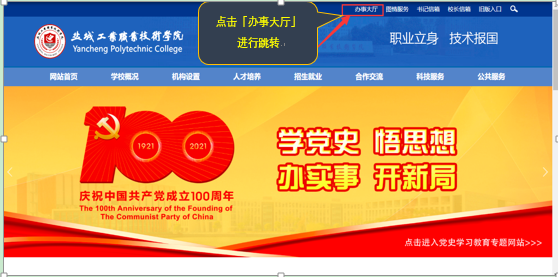 办事大厅 图情服务 书记信箱 校长信箱 旧版入口
点击「办事大厅」
进行跳转.
盐城工业职业技术学院
Yancheng Polytechnic College
职业立身 技术报国
网站首页 学校概况 机构设置 人才培养 招生就业 合作交流 科技服务 公共服务
100
1921 2021
学党史 悟思想
办实事 开新局
庆祝中国共产党成立100周年
The 100th Anniversary of the Founding of
The Communist Party of China
点击进入党史学习教育专题网站>>>